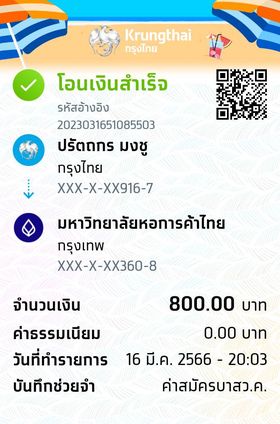 Krungthai
กรุงไทย
โอนเงินสำเร็จ
รหัสอ้างอิง
2023031651085503
ปรัตถกร มงชู
กรุงไทย
XXX-X-XX916-7
มหาวิทยาลัยหอการค้าไทย
กรุงเทพ
XXX-X-XX360-8
จำนวนเงิน 800.00 บาท
ค่าธรรมเนียม 0.00 บาท
วันที่ทำรายการ 16 มี.ค. 2566 - 20:03
บันทึกช่วยจำ ค่าสมัครบาสว.ค.